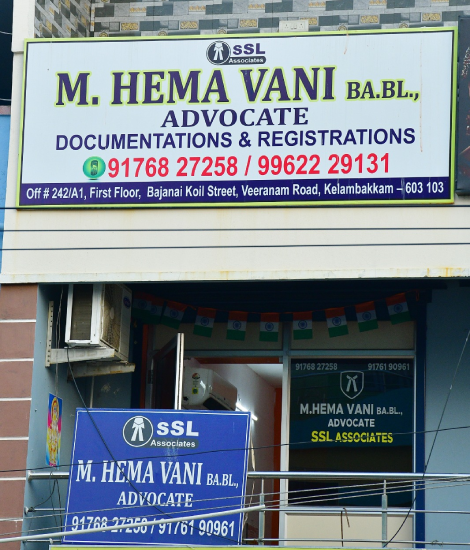 SSL
Associates
M. HEMA VANI BA.BL.,
ADVOCATE
DOCUMENTATIONS & REGISTRATIONS
91768 27258 / 99622 29131
Off # 242/A1, First Floor, Bajanai Koil Street, Veeranam Road, Kelambakkam – 603 103
91768 27258 91761 90961
M.HEMA VANI BA.BL.,
ADVOCATE
SSL ASSOCIATES
SSL
Associates
M. HEMA VANI BA.BL.,
ADVOCATE
91768 27258 / 91761 90961